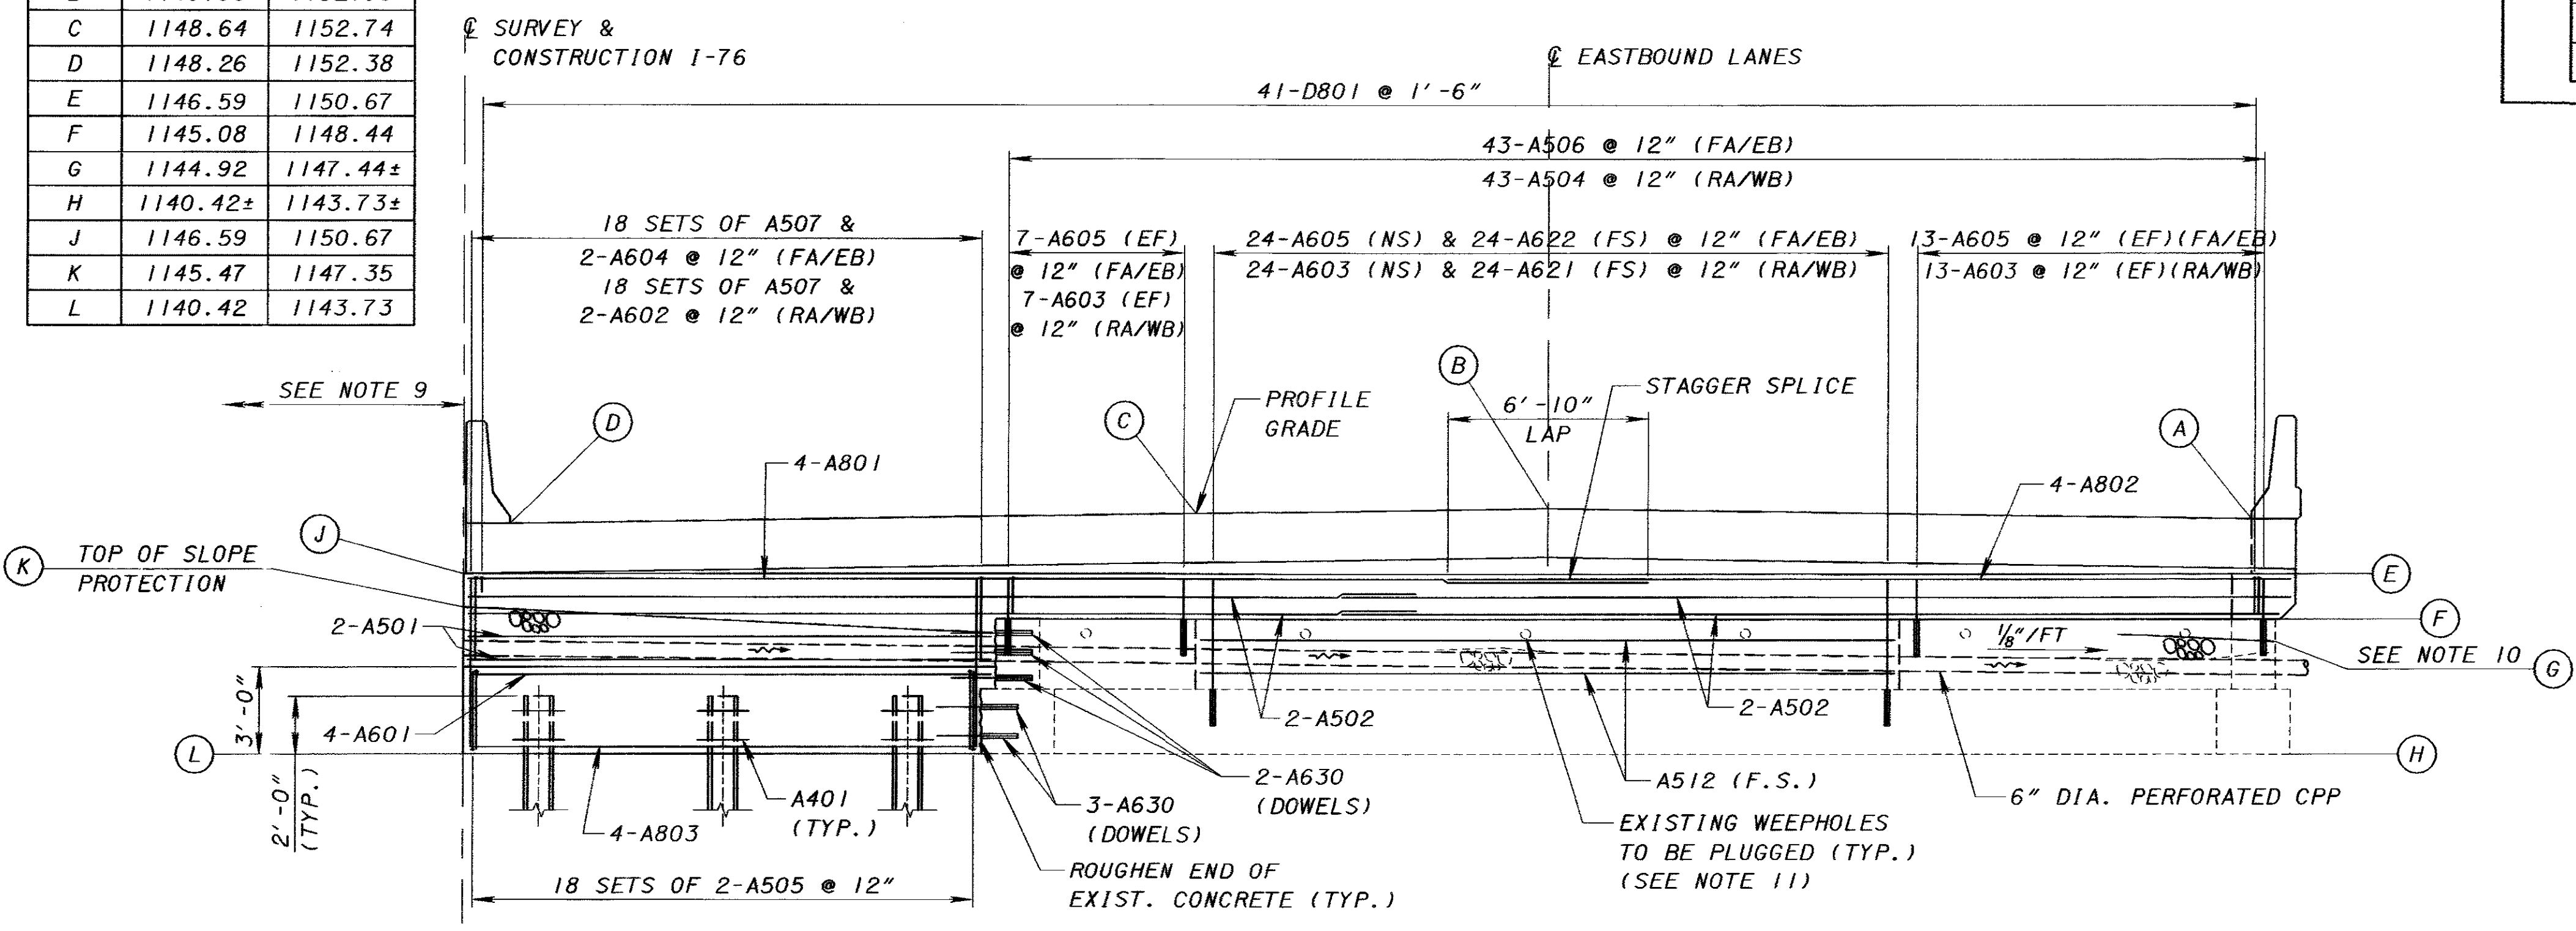 C 1148.64 1152.74
D 1148.26 1152.38
E 1146.59 1150.67
F 1145.08 1148.44
G 1144.92 1147.44±
H 1140.42± 1143.73±
J 1146.59 1150.67
K 1145.47 1147.35
L 1140.42 1143.73
℄ SURVEY &
CONSTRUCTION I-76
℄ EASTBOUND LANES
41-D801 @ 1'-6"
43-A506 @ 12" (FA/EB)
43-A504 @ 12" (RA/WB)
18 SETS OF A507 &
2-A604 @ 12" (FA/EB)
18 SETS OF A507 &
2-A602 @ 12" (RA/WB)
7-A605 (EF)
@ 12" (FA/EB)
7-A603 (EF)
@ 12" (RA/WB)
24-A605 (NS) & 24-A622 (FS) @ 12" (FA/EB)
24-A603 (NS) & 24-A621 (FS) @ 12" (RA/WB)
13-A605 @ 12" (EF)(FA/EB)
13-A603 @ 12" (EF)(RA/WB)
SEE NOTE 9
D
C
PROFILE
GRADE
B
6'-10"
LAP
STAGGER SPLICE
A
4-A801
4-A802
J
K
TOP OF SLOPE
PROTECTION
E
2-A501
F
1/8"/FT
SEE NOTE 10
G
3'-0"
2'-0"
(TYP.)
4-A601
L
2-A502
2-A502
H
A401
(TYP.)
4-A803
3-A630
(DOWELS)
2-A630
(DOWELS)
A512 (F.S.)
6" DIA. PERFORATED CPP
EXISTING WEEPHOLES
TO BE PLUGGED (TYP.)
(SEE NOTE 11)
18 SETS OF 2-A505 @ 12"
ROUGHEN END OF
EXIST. CONCRETE (TYP.)